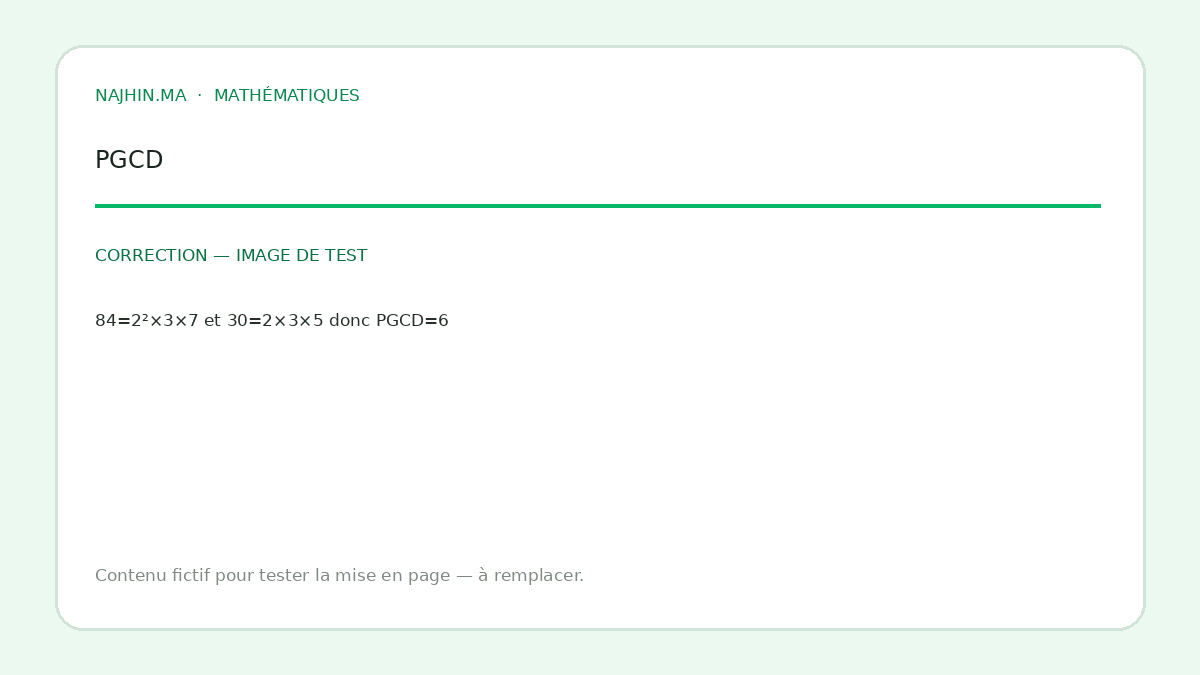 NAJHIN.MA · MATHÉMATIQUES
PGCD
CORRECTION — IMAGE DE TEST
84=2²×3×7 et 30=2×3×5 donc PGCD=6
Contenu fictif pour tester la mise en page — à remplacer.